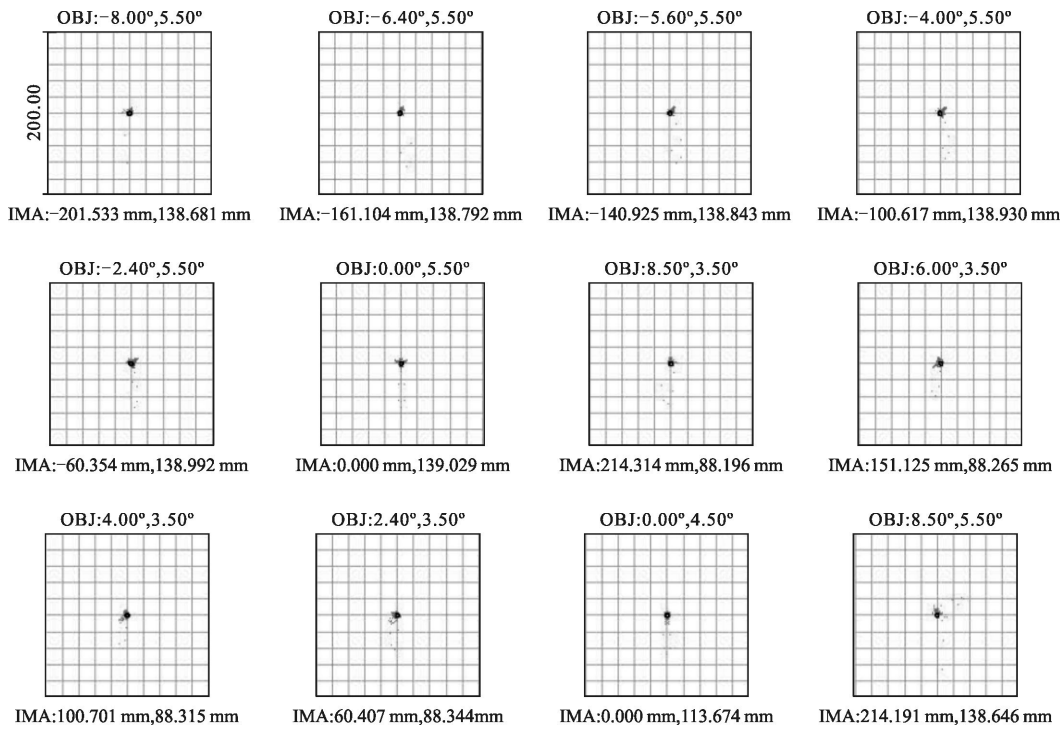 OBJ:−8.00°,5.50°
OBJ:−6.40°,5.50°
OBJ:−5.60°,5.50°
OBJ:−4.00°,5.50°
200.00
IMA:−201.533 mm,138.681 mm
IMA:−161.104 mm,138.792 mm
IMA:−140.925 mm,138.843 mm
IMA:−100.617 mm,138.930 mm
OBJ:−2.40°,5.50°
OBJ:0.00°,5.50°
OBJ:8.50°,3.50°
OBJ:6.00°,3.50°
IMA:−60.354 mm,138.992 mm
IMA:0.000 mm,139.029 mm
IMA:214.314 mm,88.196 mm
IMA:151.125 mm,88.265 mm
OBJ:4.00°,3.50°
OBJ:2.40°,3.50°
OBJ:0.00°,4.50°
OBJ:8.50°,5.50°
IMA:100.701 mm,88.315 mm
IMA:60.407 mm,88.344mm
IMA:0.000 mm,113.674 mm
IMA:214.191 mm,138.646 mm